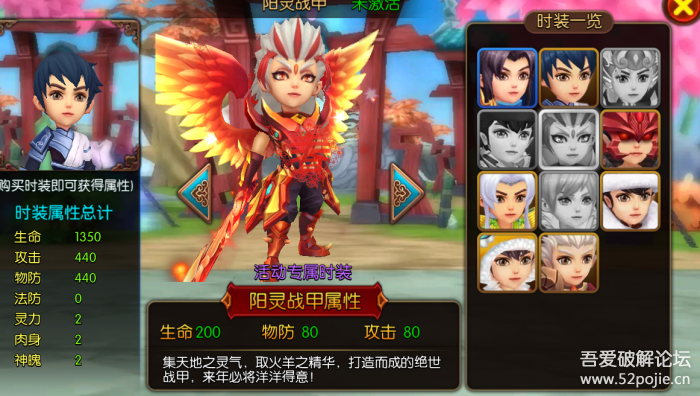 阳灵战甲 未激活
时装一览
(购买时装即可获得属性)
时装属性总计
生命 1350
攻击 440
物防 440
法防 0
灵力 2
肉身 2
神魄 2
活动专属时装
阳灵战甲属性
生命 200 物防 80 攻击 80
集天地之灵气，取火羊之精华，打造而成的绝世
战甲，来年必将洋洋得意！
吾爱破解论坛
www.52pojie.cn